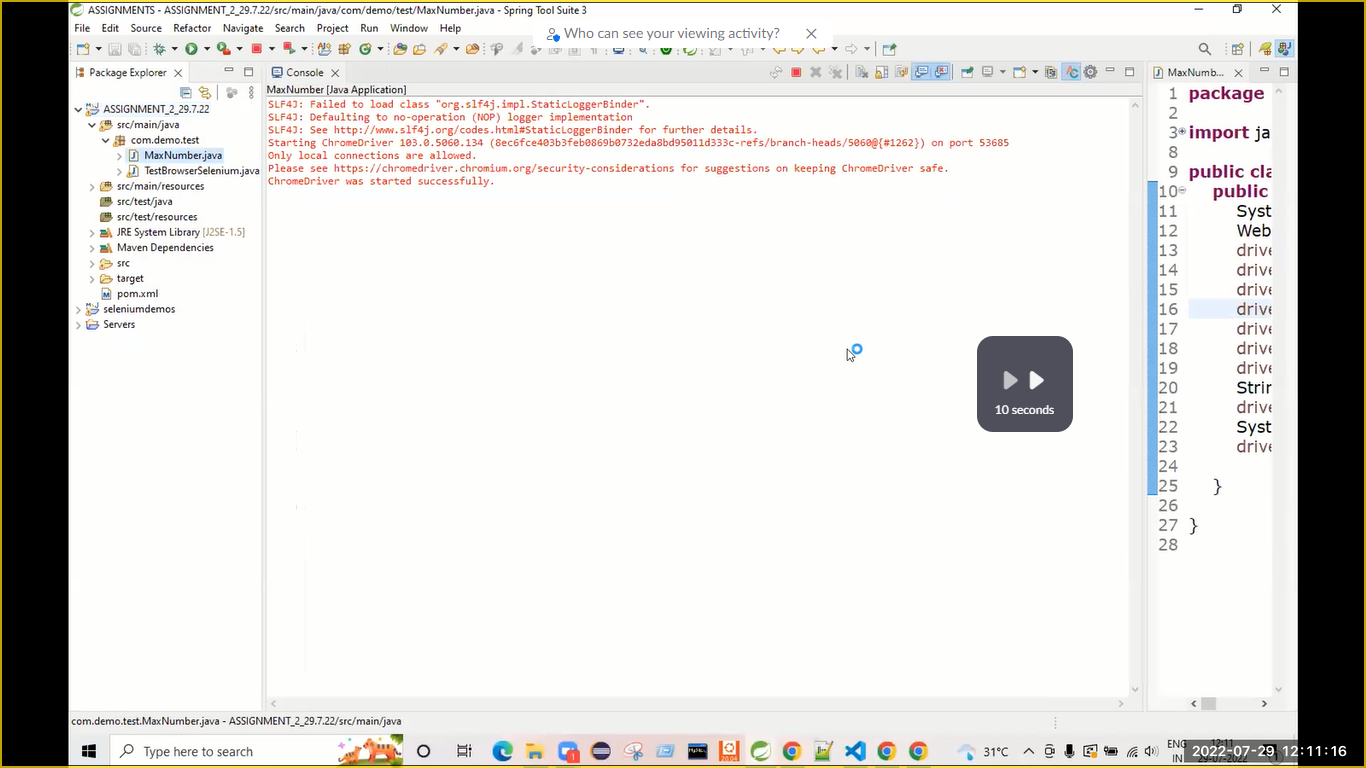 ASSIGNMENTS - ASSIGNMENT_2_29.7.22/src/main/java/com/demo/test/MaxNumber.java - Spring Tool Suite 3
File Edit Source Refactor Navigate Search Project Run Window Help
Who can see your viewing activity?
Package Explorer
Console
MaxNumb...
MaxNumber [Java Application]
ASSIGNMENT_2_29.7.22
src/main/java
com.demo.test
MaxNumber.java
TestBrowserSelenium.java
src/main/resources
src/test/java
src/test/resources
JRE System Library [J2SE-1.5]
Maven Dependencies
src
target
pom.xml
seleniumdemos
Servers
SLF4J: Failed to load class "org.slf4j.impl.StaticLoggerBinder".
SLF4J: Defaulting to no-operation (NOP) logger implementation
SLF4J: See http://www.slf4j.org/codes.html#StaticLoggerBinder for further details.
Starting ChromeDriver 103.0.5060.134 (8ec6fce403b3feb0869b0732eda8bd95011d333c-refs/branch-heads/5060@{#1262}) on port 53685
Only local connections are allowed.
Please see https://chromedriver.chromium.org/security-considerations for suggestions on keeping ChromeDriver safe.
ChromeDriver was started successfully.
10 seconds
1 package
2
3 import ja
8
9 public cla
10 public
11 Syst
12 Web
13 drive
14 drive
15 drive
16 drive
17 drive
18 drive
19 drive
20 Strin
21 drive
22 Syst
23 drive
24
25 }
26
27 }
28
com.demo.test.MaxNumber.java - ASSIGNMENT_2_29.7.22/src/main/java
Type here to search
31°C
ENG
IN
2022-07-29, 12:11:16